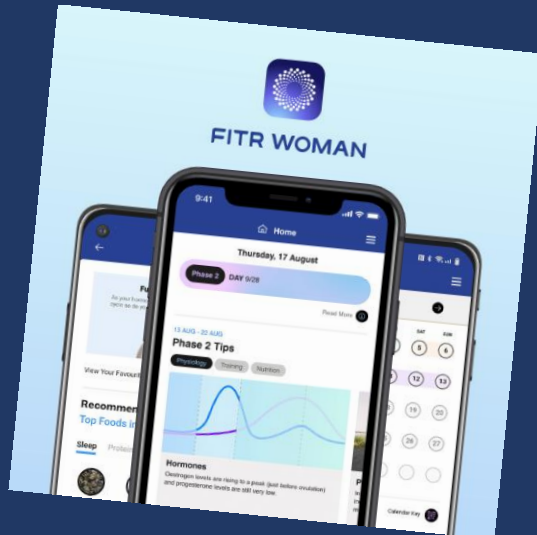 FITR WOMAN
9:41
Home
Thursday, 17 August
Phase 2 DAY 9/28
Read More
13 AUG - 22 AUG
Phase 2 Tips
Physiology Training Nutrition
Hormones
Oestrogen levels are rising to a peak (just before ovulation)
and progesterone levels are still very low.
Fu
View Your Favourit
Recommen
Top Foods in
Sleep Protein
SAT SUN
5 6
12 13
19 20
26 27
Calendar Key
P